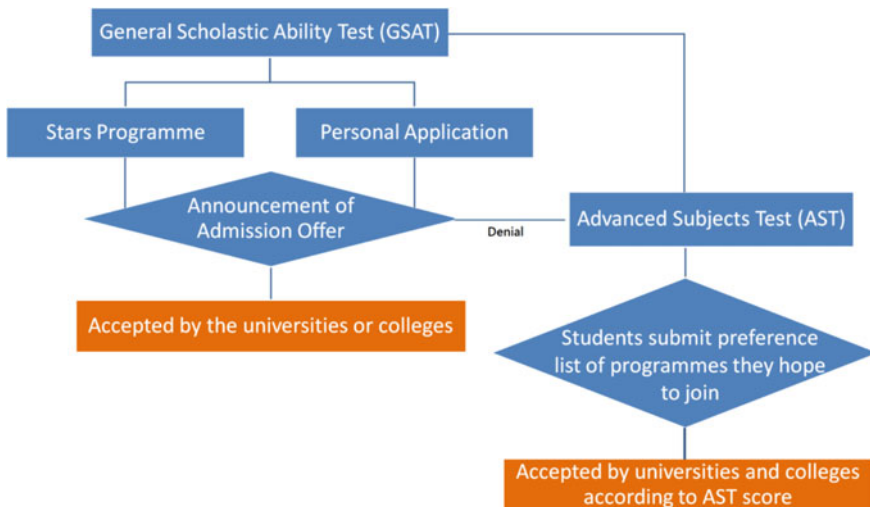 General Scholastic Ability Test (GSAT)
Stars Programme
Personal Application
Announcement of
Admission Offer
Denial
Advanced Subjects Test (AST)
Accepted by the universities or colleges
Students submit preference
list of programmes they hope
to join
Accepted by universities and colleges
according to AST score